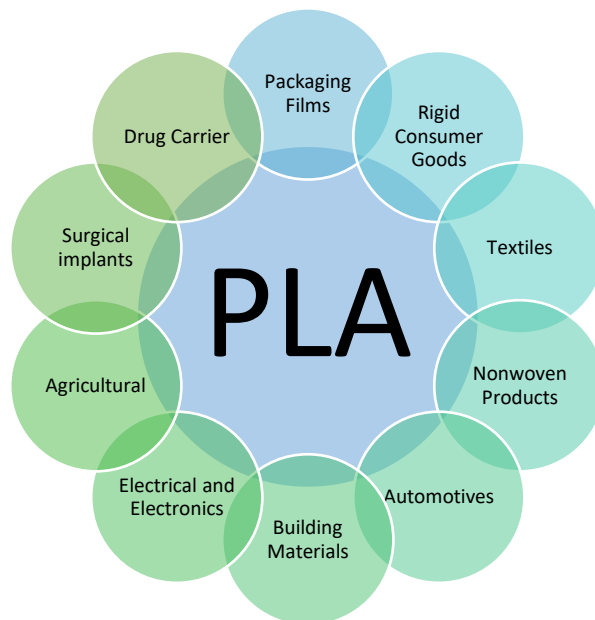 Packaging
Films
Rigid
Consumer
Goods
Textiles
Nonwoven
Products
Automotives
Building
Materials
Electrical and
Electronics
Agricultural
Surgical
implants
Drug Carrier
PLA